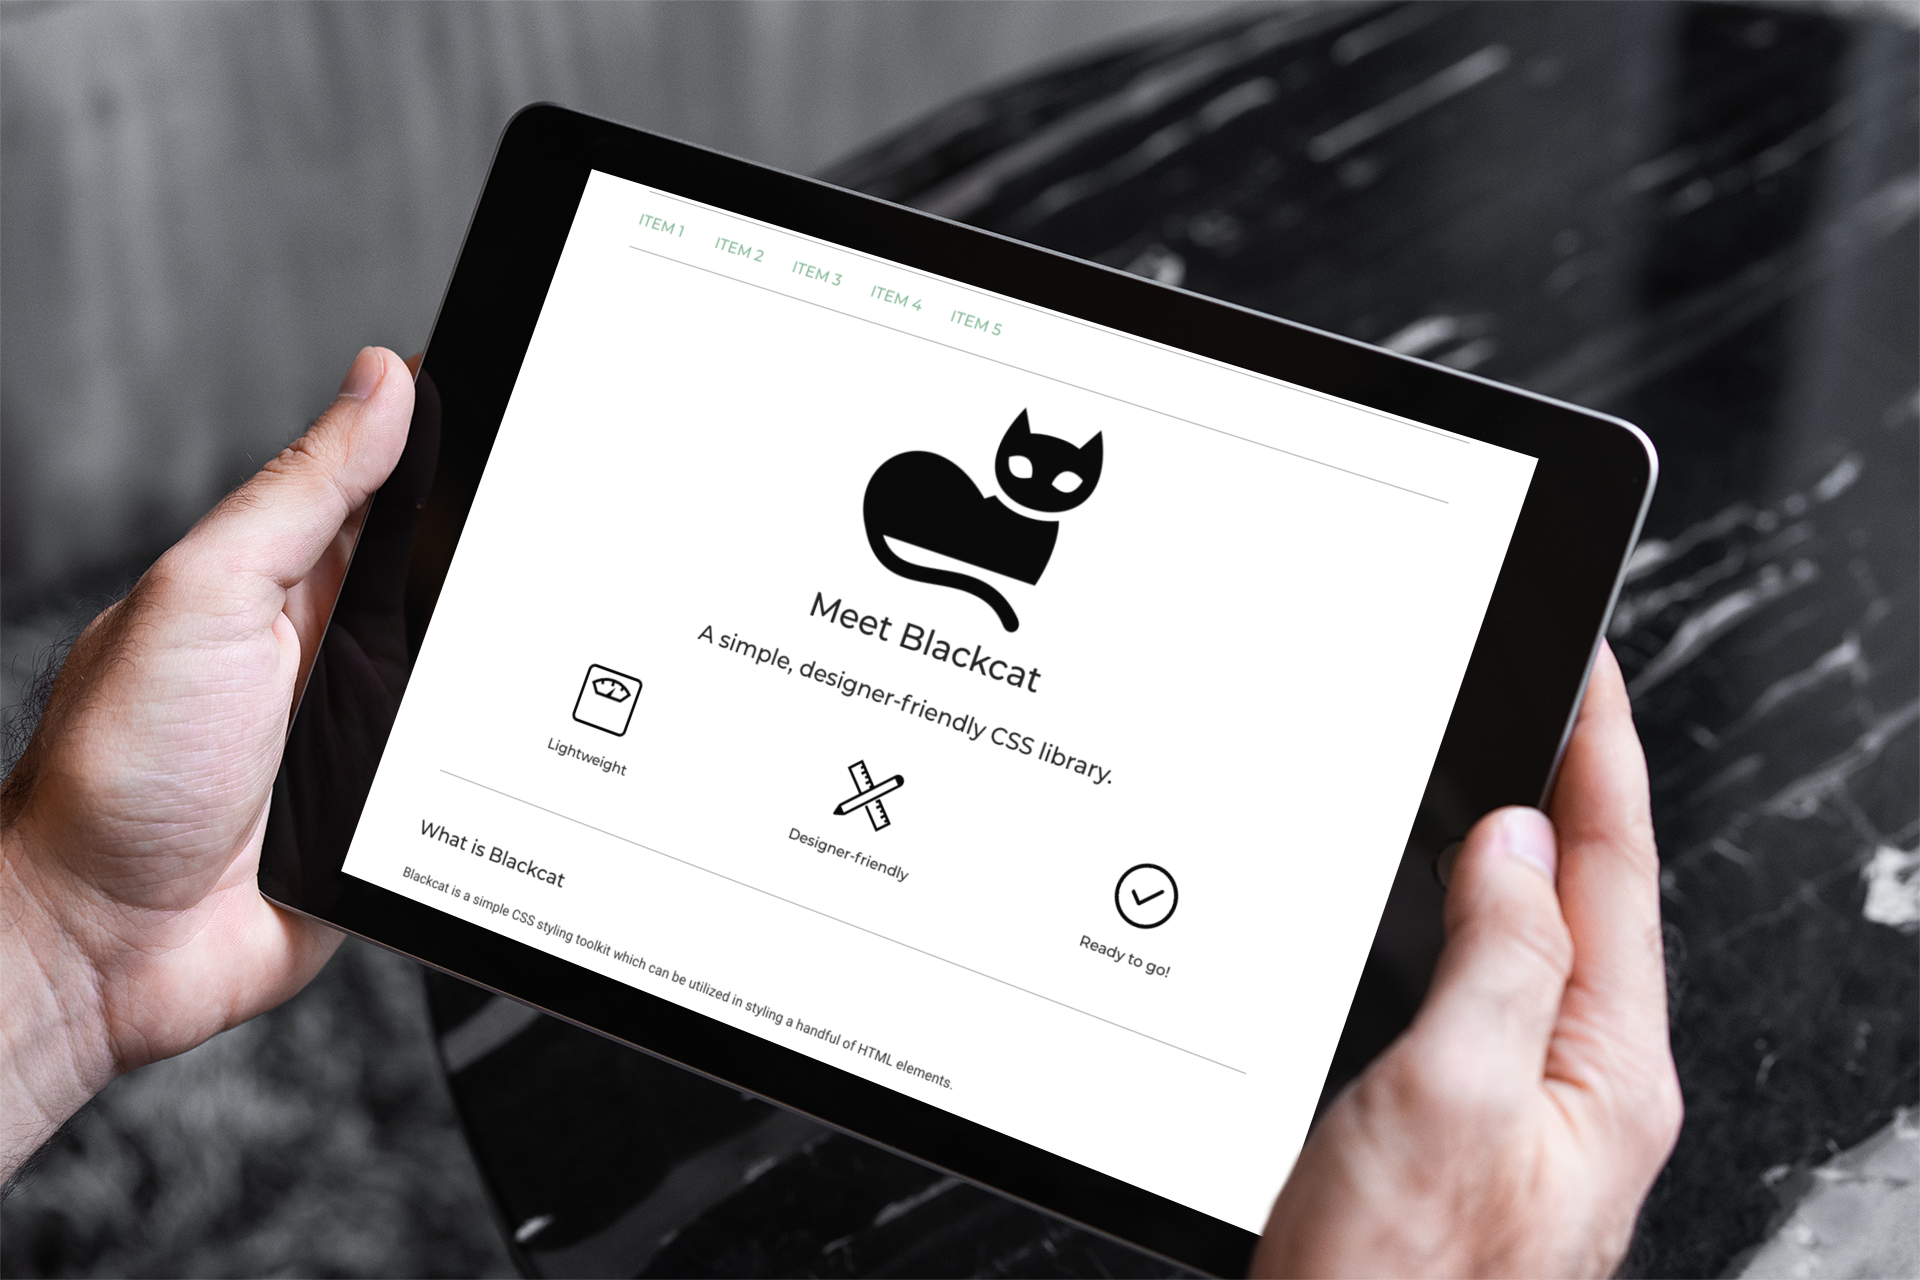 ITEM 1 ITEM 2 ITEM 3 ITEM 4 ITEM 5
Meet Blackcat
A simple, designer-friendly CSS library.
Lightweight
Designer-friendly
Ready to go!
What is Blackcat
Blackcat is a simple CSS styling toolkit which can be utilized in styling a handful of HTML elements.